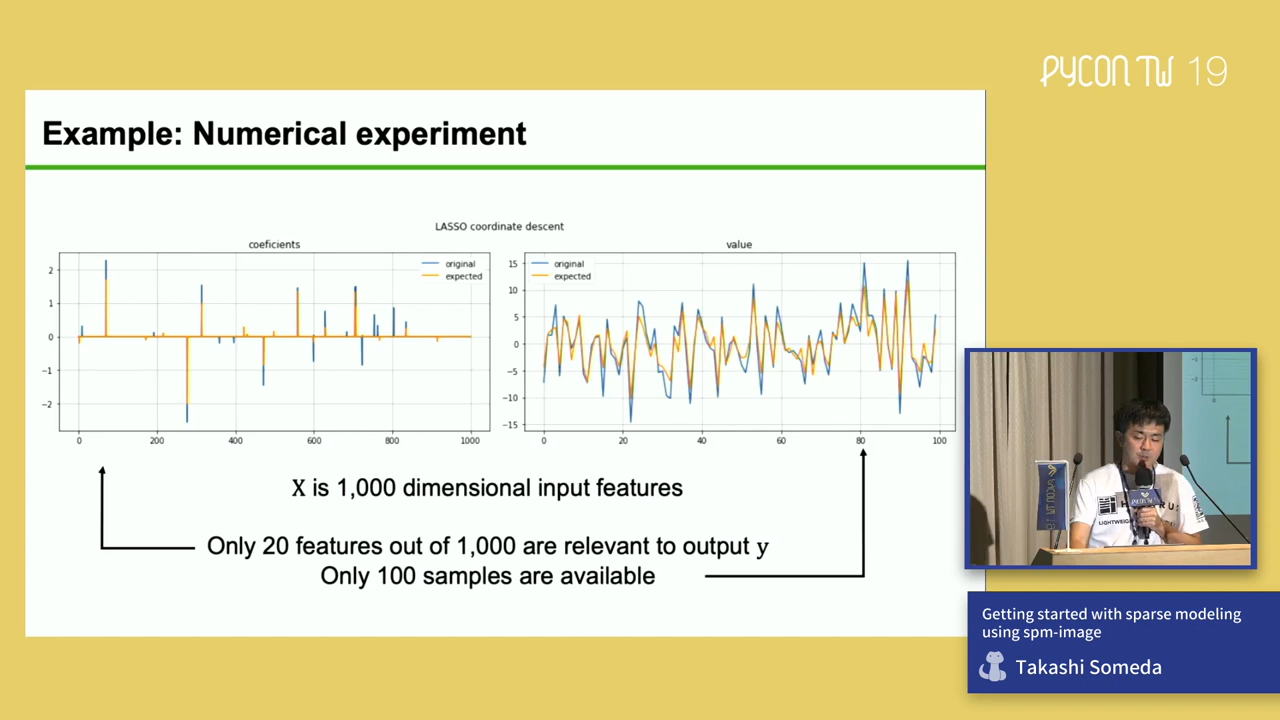 PYCON TW 19
Example: Numerical experiment
LASSO coordinate descent
coeficients
value
original
expected
original
expected
2
1
0
−1
−2
0
200
400
600
800
1000
15
10
5
0
−5
−10
−15
0
20
40
60
80
100
X is 1,000 dimensional input features
Only 20 features out of 1,000 are relevant to output y
Only 100 samples are available
PYCON TW
Getting started with sparse modeling
using spm-image
Takashi Someda